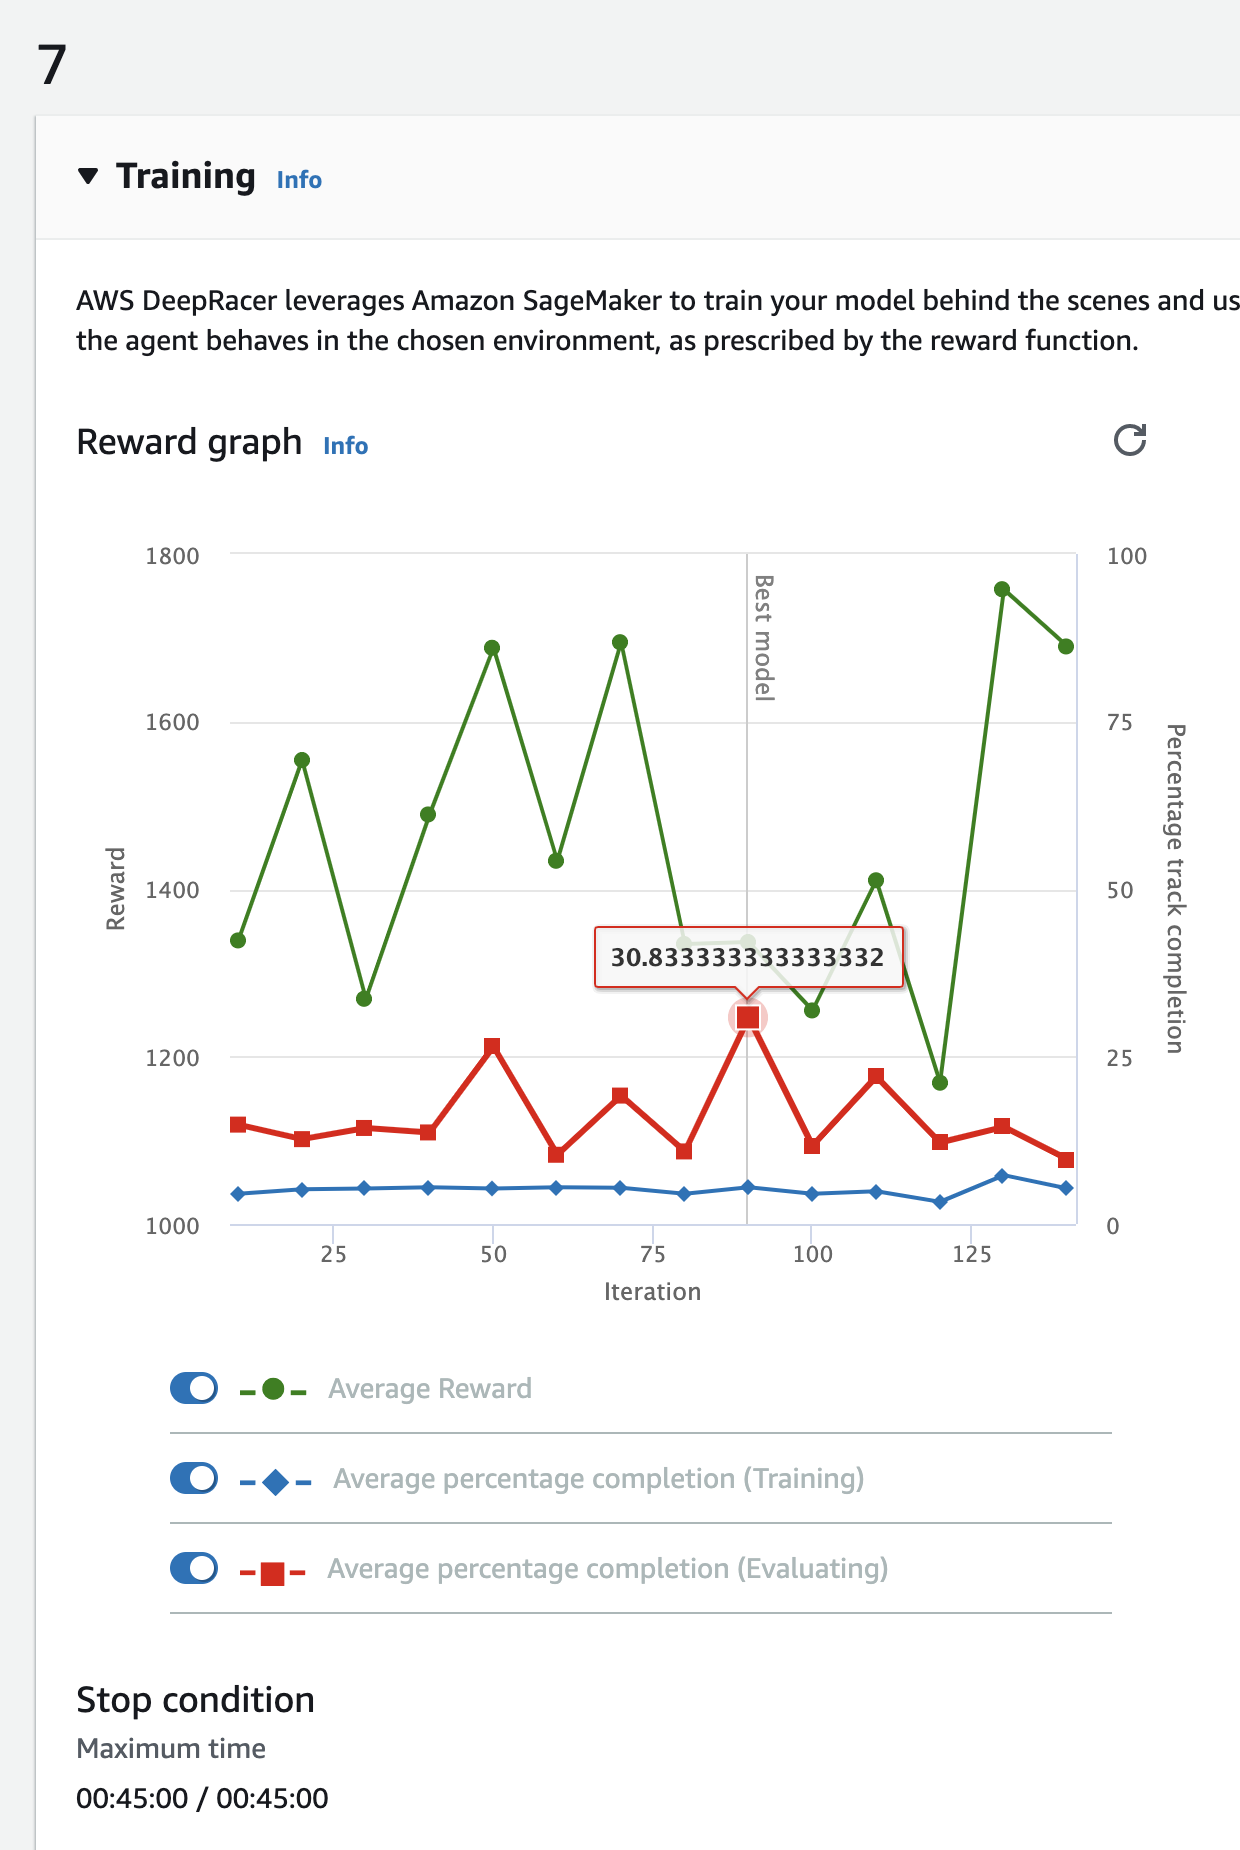 7
Training Info
AWS DeepRacer leverages Amazon SageMaker to train your model behind the scenes and us
the agent behaves in the chosen environment, as prescribed by the reward function.
Reward graph Info
1800
1600
1400
1200
1000
Reward
100
75
50
25
0
Percentage track completion
Best model
30.833333333333332
25 50 75 100 125
Iteration
Average Reward
Average percentage completion (Training)
Average percentage completion (Evaluating)
Stop condition
Maximum time
00:45:00 / 00:45:00